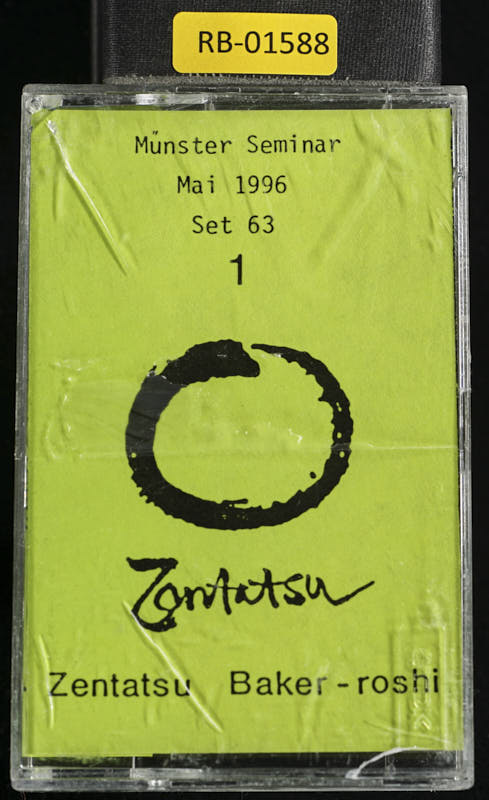 RB-01588
Münster Seminar
Mai 1996
Set 63
1
Zentatsu
Zentatsu Baker-roshi